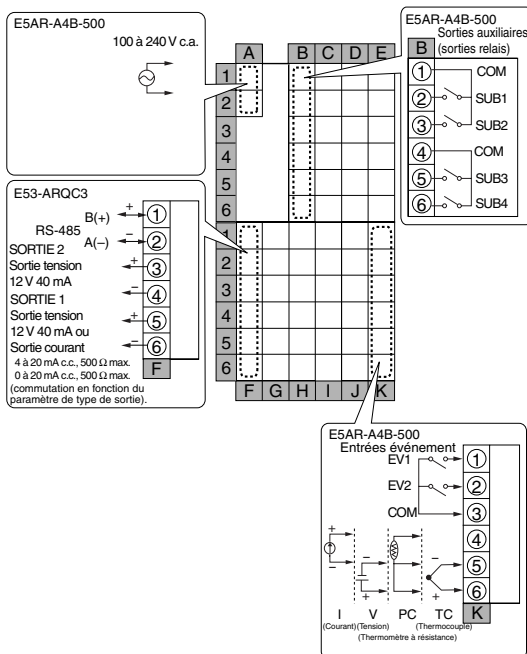 E5AR-A4B-500
100 à 240 V c.a.
A B C D E
1
2
3
4
5
6
1
2
3
4
5
6
F G H I J K
E5AR-A4B-500
Sorties auxiliaires
(sorties relais)
B
1 COM
2 SUB1
3 SUB2
4 COM
5 SUB3
6 SUB4
E53-ARQC3
RS-485
B(+) + 1
A(−) − 2
SORTIE 2
Sortie tension
12 V 40 mA
+ 3
− 4
SORTIE 1
Sortie tension
12 V 40 mA ou
Sortie courant
+ 5
− 6
4 à 20 mA c.c., 500 Ω max.
0 à 20 mA c.c., 500 Ω max.
(commutation en fonction du
paramètre de type de sortie).
F
E5AR-A4B-500
Entrées événement
EV1 1
EV2 2
COM 3
4
5
6
+ − − + − +
I V PC TC K
(Courant) (Tension) (Thermocouple)
(Thermomètre à résistance)